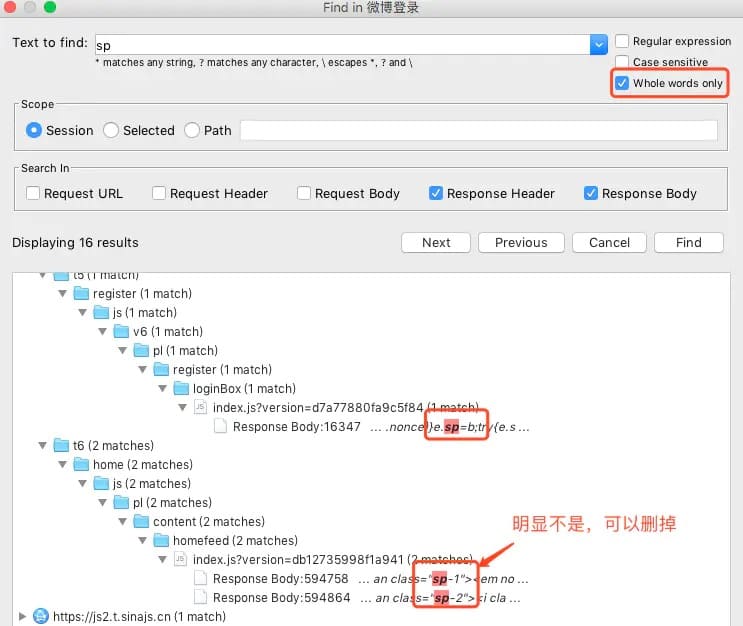 Find in 微博登录
Text to find: sp
Regular expression
* matches any string, ? matches any character, \ escapes *, ? and \
Case sensitive
Whole words only
Scope
Session Selected Path
Search In
Request URL Request Header Request Body Response Header Response Body
Displaying 16 results Next Previous Cancel Find
t5 (1 match)
register (1 match)
js (1 match)
v6 (1 match)
pl (1 match)
register (1 match)
loginBox (1 match)
JS index.js?version=d7a77880fa9c5f84 (1 match)
Response Body:16347 ... .nonce)}e.sp=b;try{e.s ...
t6 (2 matches)
home (2 matches)
js (2 matches)
pl (2 matches)
content (2 matches)
homefeed (2 matches)
明显不是，可以删掉
JS index.js?version=db12735998f1a941 (2 matches)
Response Body:594758 ... an class="sp-1"><em no ...
Response Body:594864 ... an class="sp-2"><i cla ...
https://js2.t.sinajs.cn (1 match)